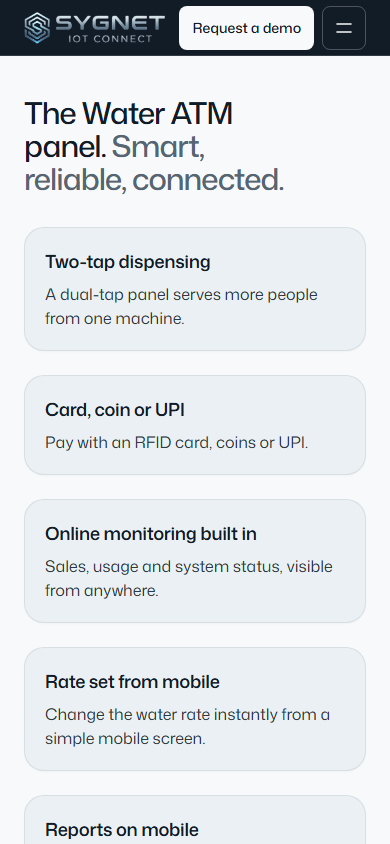 SYGNET
IOT CONNECT
Request a demo
The Water ATM
panel. Smart,
reliable, connected.
Two-tap dispensing
A dual-tap panel serves more people
from one machine.
Card, coin or UPI
Pay with an RFID card, coins or UPI.
Online monitoring built in
Sales, usage and system status, visible
from anywhere.
Rate set from mobile
Change the water rate instantly from a
simple mobile screen.
Reports on mobile